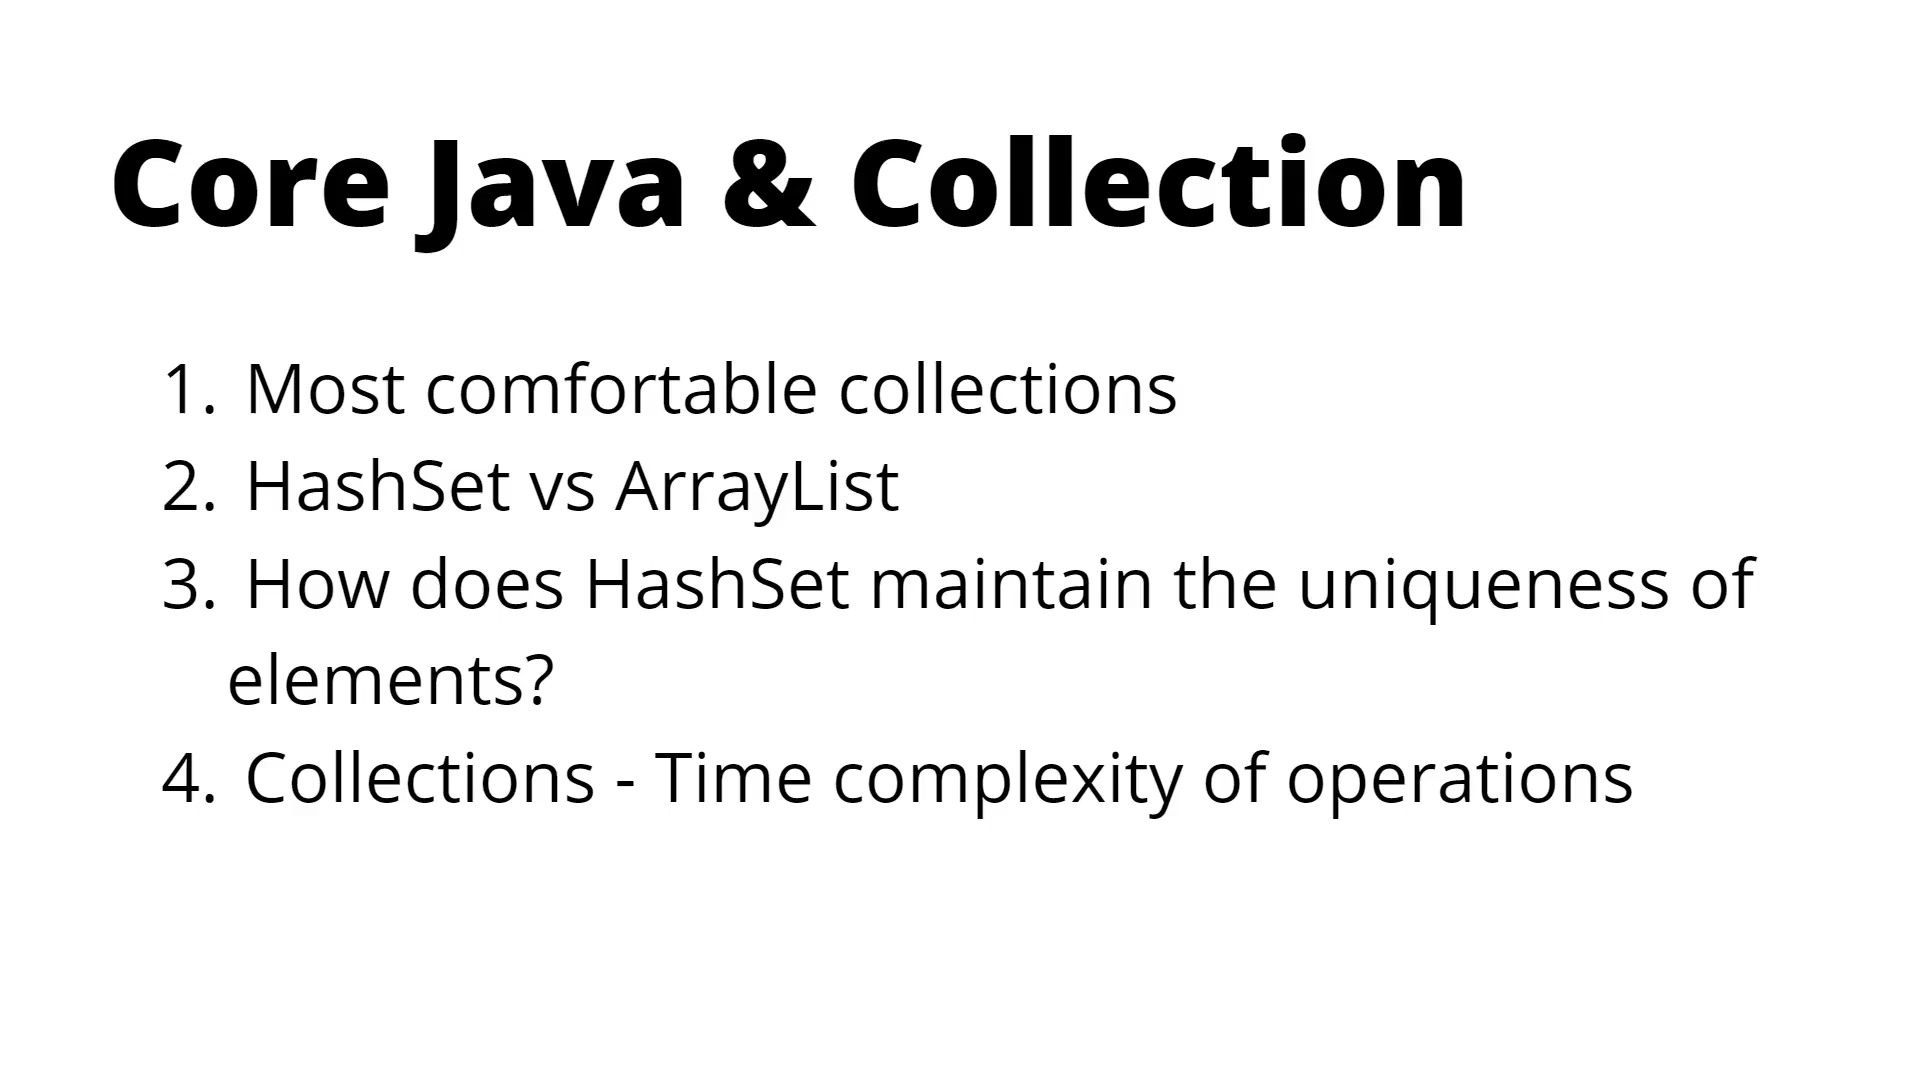 Core Java & Collection
1. Most comfortable collections
2. HashSet vs ArrayList
3. How does HashSet maintain the uniqueness of
elements?
4. Collections - Time complexity of operations